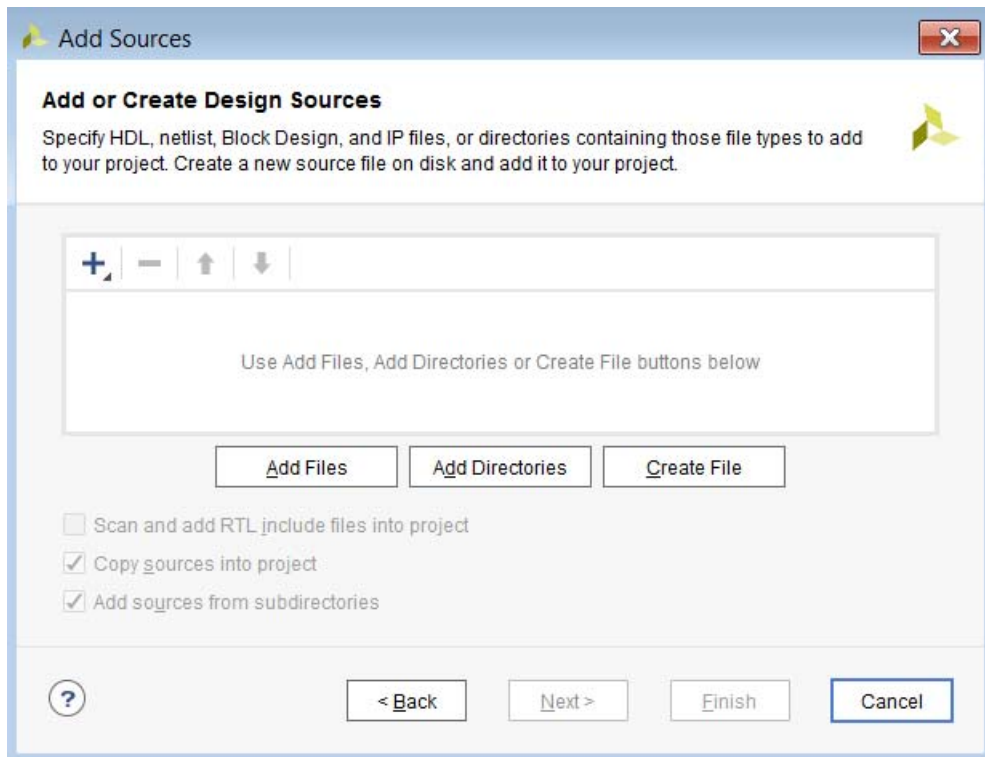 Add Sources
Add or Create Design Sources
Specify HDL, netlist, Block Design, and IP files, or directories containing those file types to add
to your project. Create a new source file on disk and add it to your project.
Use Add Files, Add Directories or Create File buttons below
Add Files Add Directories Create File
Scan and add RTL include files into project
Copy sources into project
Add sources from subdirectories
? < Back Next > Finish Cancel